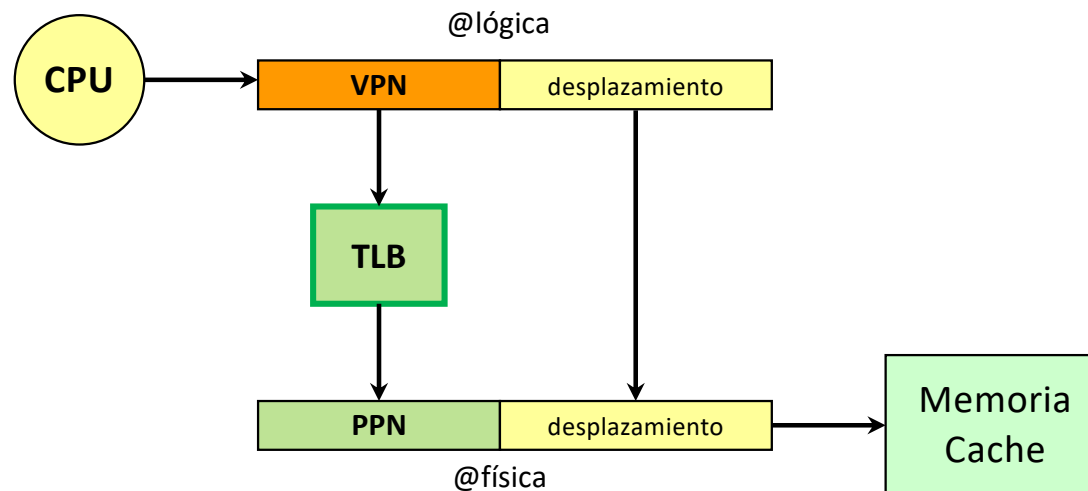 @lógica
CPU
VPN
desplazamiento
TLB
PPN
desplazamiento
@física
Memoria
Cache